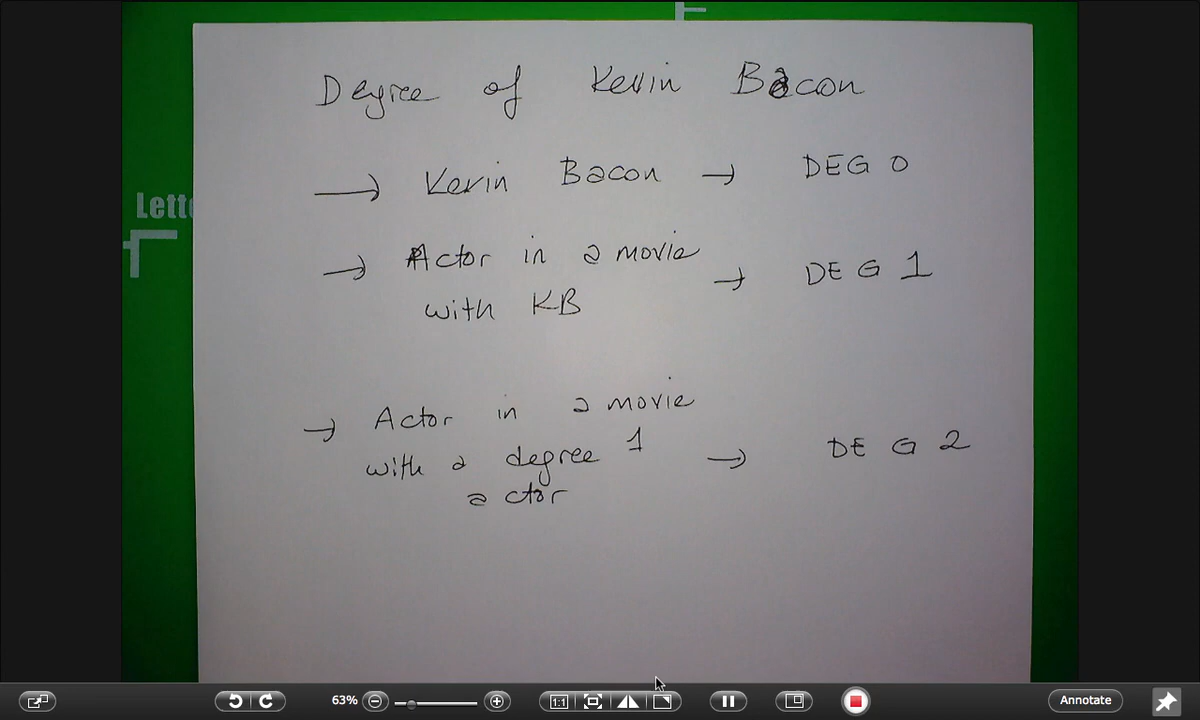 Degree of Kevin Bacon
→ Kevin Bacon → DEG 0
→ Actor in a movie
with KB → DEG 1
Lette
→ Actor in a movie
with a degree 1 → DEG 2
actor
63% 1:1 Annotate